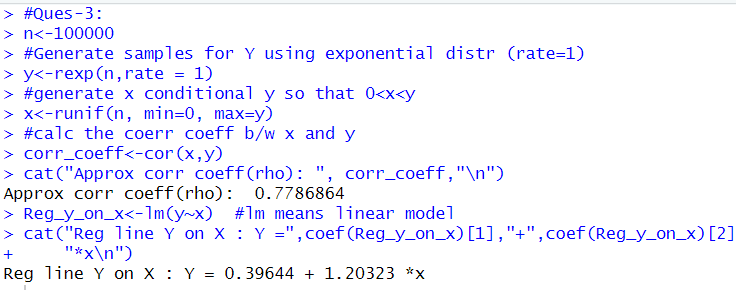 > #Ques-3:
> n<-100000
> #Generate samples for Y using exponential distr (rate=1)
> y<-rexp(n,rate = 1)
> #generate x conditional y so that 0<x<y
> x<-runif(n, min=0, max=y)
> #calc the coerr coeff b/w x and y
> corr_coeff<-cor(x,y)
> cat("Approx corr coeff(rho): ", corr_coeff,"\n")
Approx corr coeff(rho):  0.7786864
> Reg_y_on_x<-lm(y~x)  #lm means linear model
> cat("Reg line Y on X : Y =",coef(Reg_y_on_x)[1],"+",coef(Reg_y_on_x)[2]
+     "*x\n")
Reg line Y on X : Y = 0.39644 + 1.20323 *x